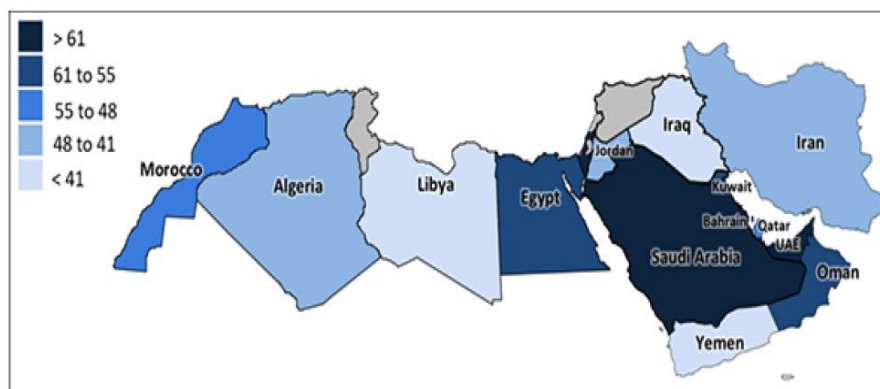 > 61
61 to 55
55 to 48
48 to 41
< 41
Morocco
Algeria
Libya
Egypt
Jordan
Iraq
Iran
Kuwait
Bahrain
Qatar
UAE
Saudi Arabia
Oman
Yemen